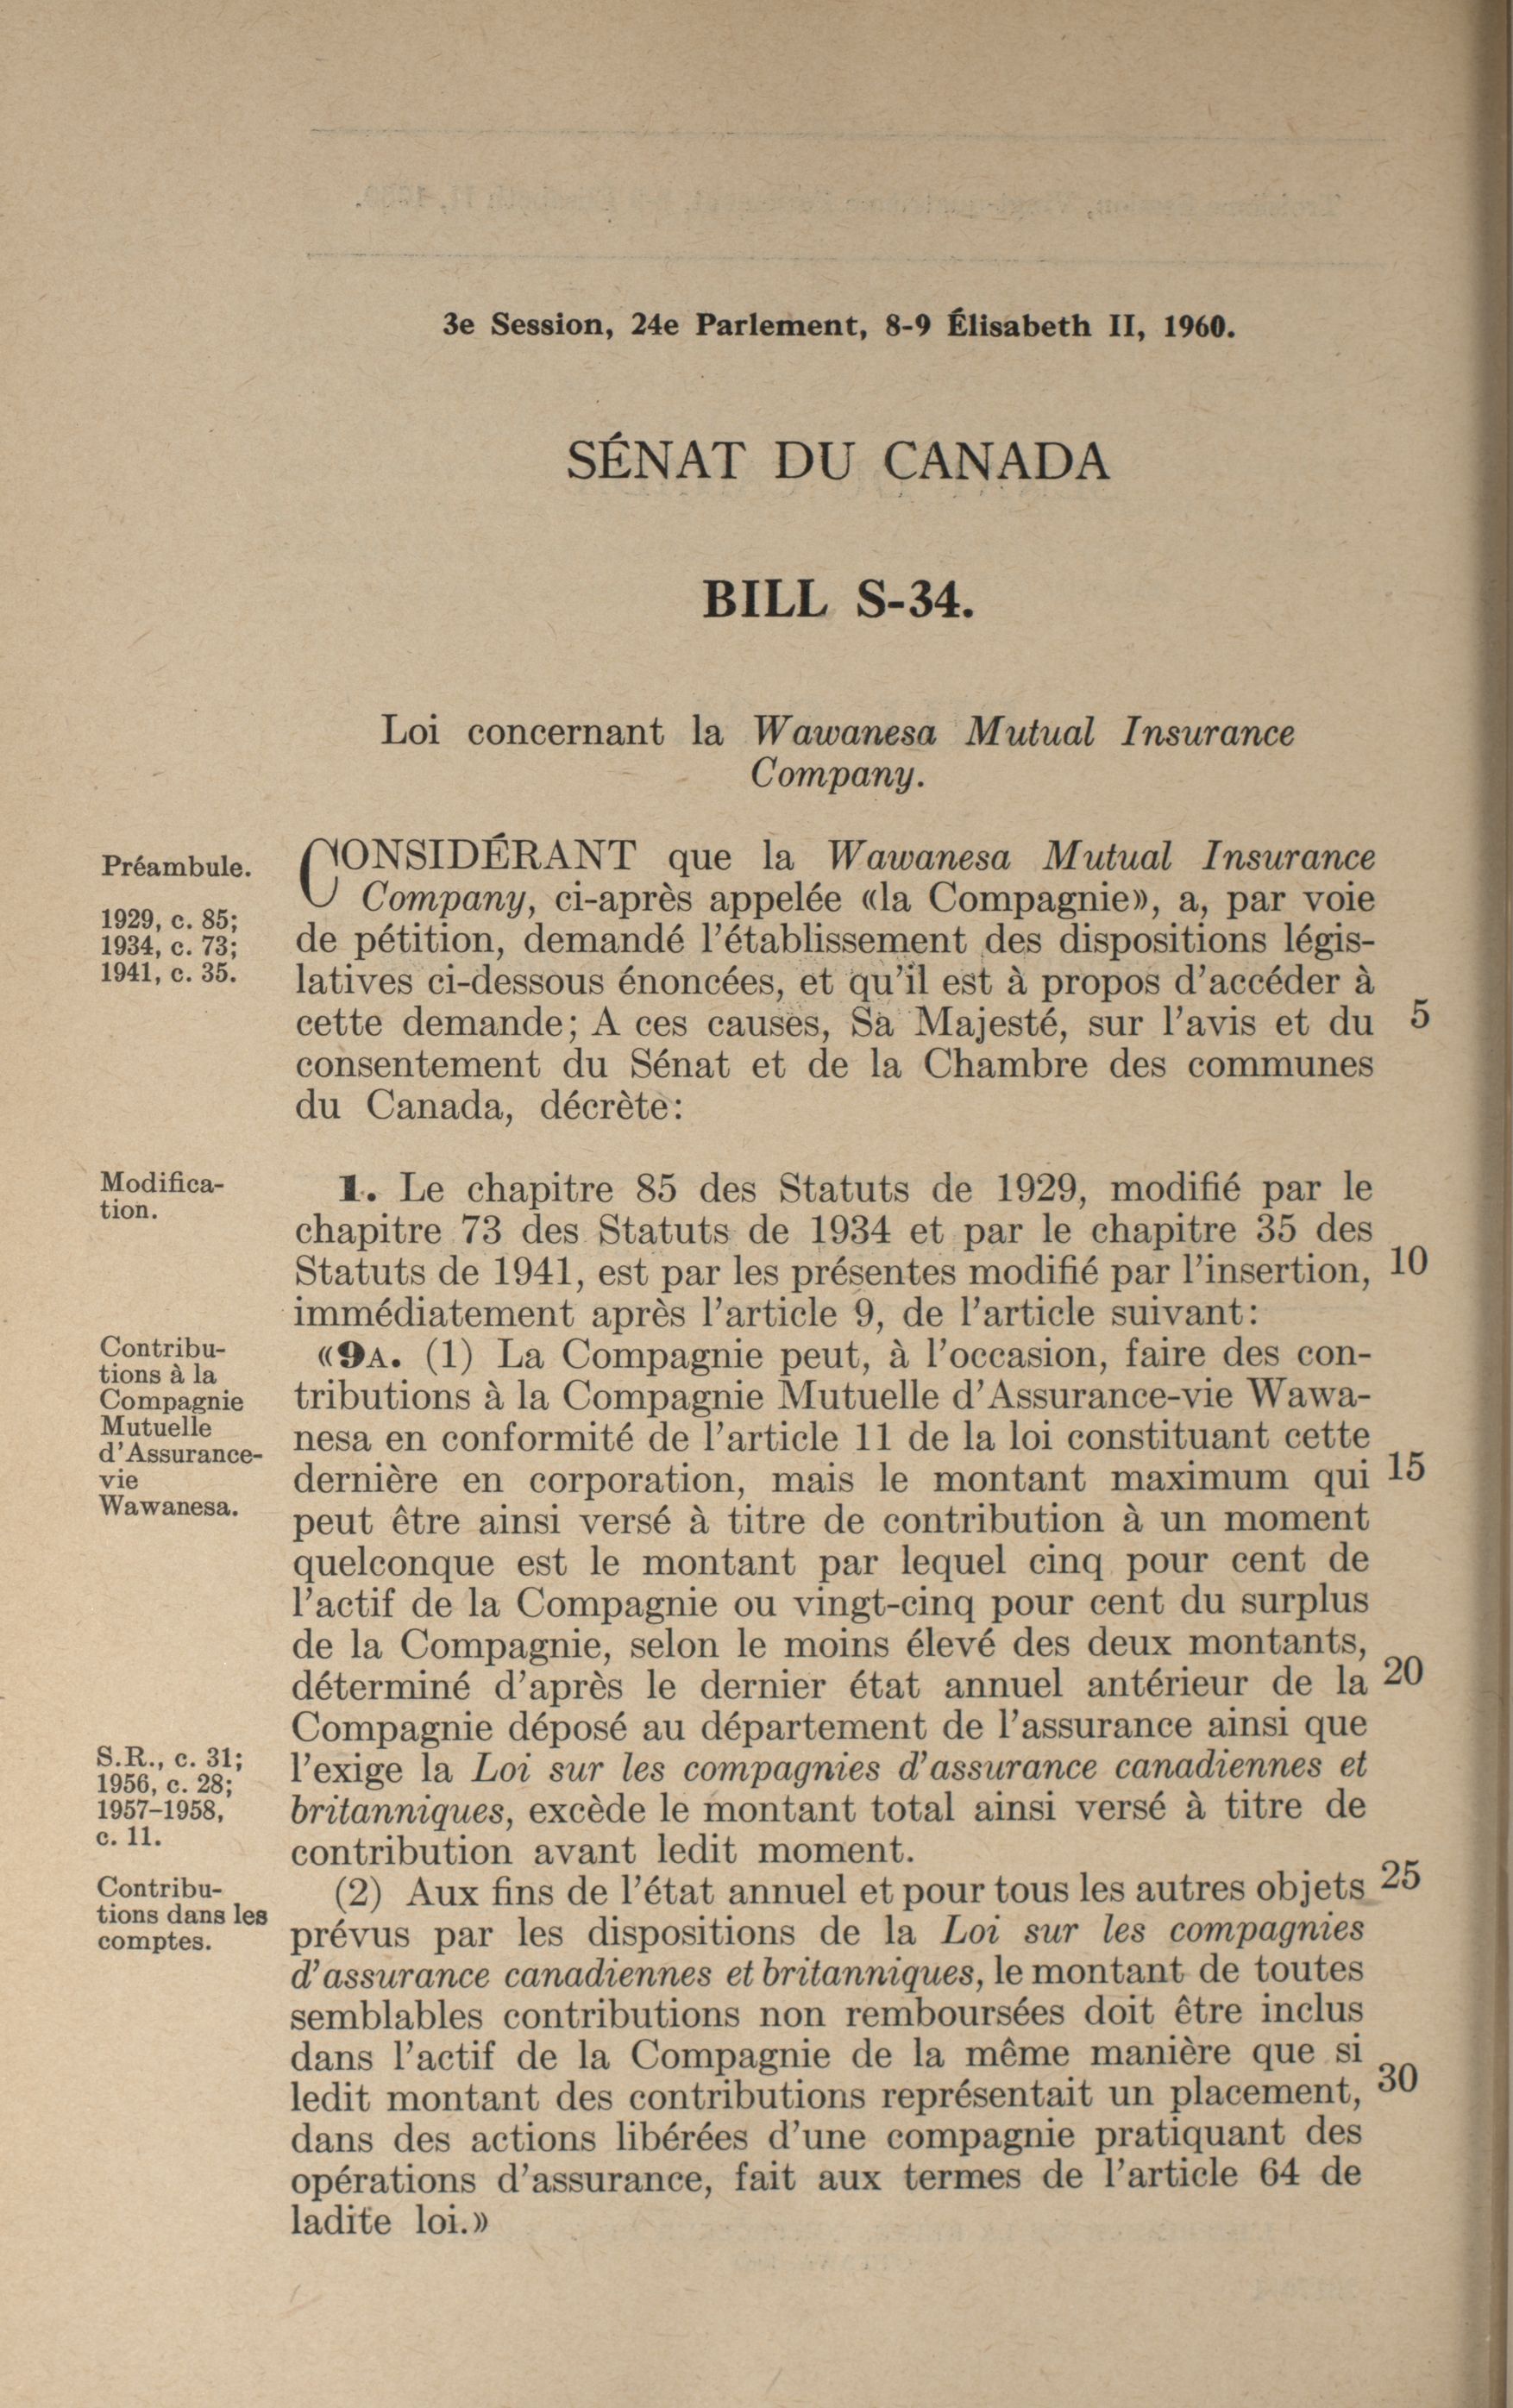 3e Session, 24e Parlement, 8-9 Élisabeth II, 1960.
SÉNAT DU CANADA
BILL S-34.
Loi concernant la Wawanesa Mutual Insurance
Company.
Préambule.
1929, c. 85;
1934, c. 73;
1941, c. 35.
CONSIDÉRANT que la Wawanesa Mutual Insurance
Company, ci-après appelée «la Compagnie», a, par voie
de pétition, demandé l'établissement des dispositions légis-
latives ci-dessous énoncées, et qu'il est à propos d'accéder à
cette demande; A ces causes, Sa Majesté, sur l'avis et du 5
consentement du Sénat et de la Chambre des communes
du Canada, décrète:
Modifica-
tion.
1. Le chapitre 85 des Statuts de 1929, modifié par le
chapitre 73 des Statuts de 1934 et par le chapitre 35 des
Statuts de 1941, est par les présentes modifié par l'insertion, 10
immédiatement après l'article 9, de l'article suivant:
Contribu-
tions à la
Compagnie
Mutuelle
d'Assurance-
vie
Wawanesa.
«9A. (1) La Compagnie peut, à l'occasion, faire des con-
tributions à la Compagnie Mutuelle d'Assurance-vie Wawa-
nesa en conformité de l'article 11 de la loi constituant cette
dernière en corporation, mais le montant maximum qui 15
peut être ainsi versé à titre de contribution à un moment
quelconque est le montant par lequel cinq pour cent de
l'actif de la Compagnie ou vingt-cinq pour cent du surplus
de la Compagnie, selon le moins élevé des deux montants,
déterminé d'après le dernier état annuel antérieur de la 20
Compagnie déposé au département de l'assurance ainsi que
S.R., c. 31;
1956, c. 28;
1957-1958,
c. 11.
l'exige la Loi sur les compagnies d'assurance canadiennes et
britanniques, excède le montant total ainsi versé à titre de
contribution avant ledit moment.
Contribu-
tions dans les
comptes.
(2) Aux fins de l'état annuel et pour tous les autres objets 25
prévus par les dispositions de la Loi sur les compagnies
d'assurance canadiennes et britanniques, le montant de toutes
semblables contributions non remboursées doit être inclus
dans l'actif de la Compagnie de la même manière que si
ledit montant des contributions représentait un placement, 30
dans des actions libérées d'une compagnie pratiquant des
opérations d'assurance, fait aux termes de l'article 64 de
ladite loi.»